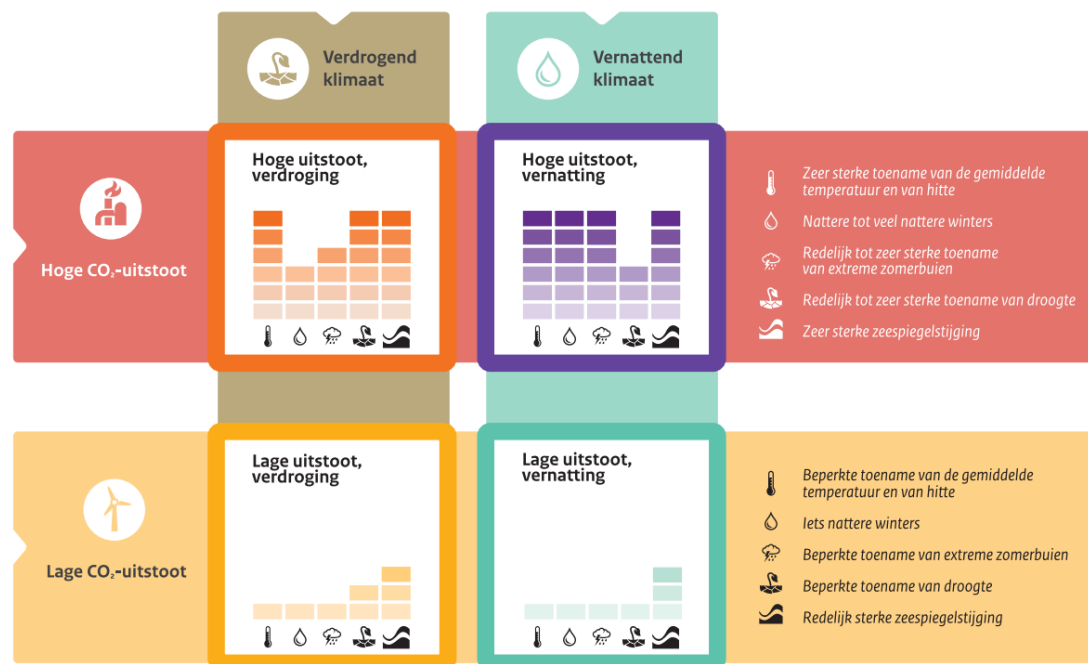 Verdrogend
klimaat
Vernattend
klimaat
Hoge CO₂-uitstoot
Hoge uitstoot,
verdroging
Hoge uitstoot,
vernatting
Zeer sterke toename van de gemiddelde
temperatuur en van hitte
Nattere tot veel nattere winters
Redelijk tot zeer sterke toename
van extreme zomerbuien
Redelijk tot zeer sterke toename van droogte
Zeer sterke zeespiegelstijging
Lage CO₂-uitstoot
Lage uitstoot,
verdroging
Lage uitstoot,
vernatting
Beperkte toename van de gemiddelde
temperatuur en van hitte
Iets nattere winters
Beperkte toename van extreme zomerbuien
Beperkte toename van droogte
Redelijk sterke zeespiegelstijging